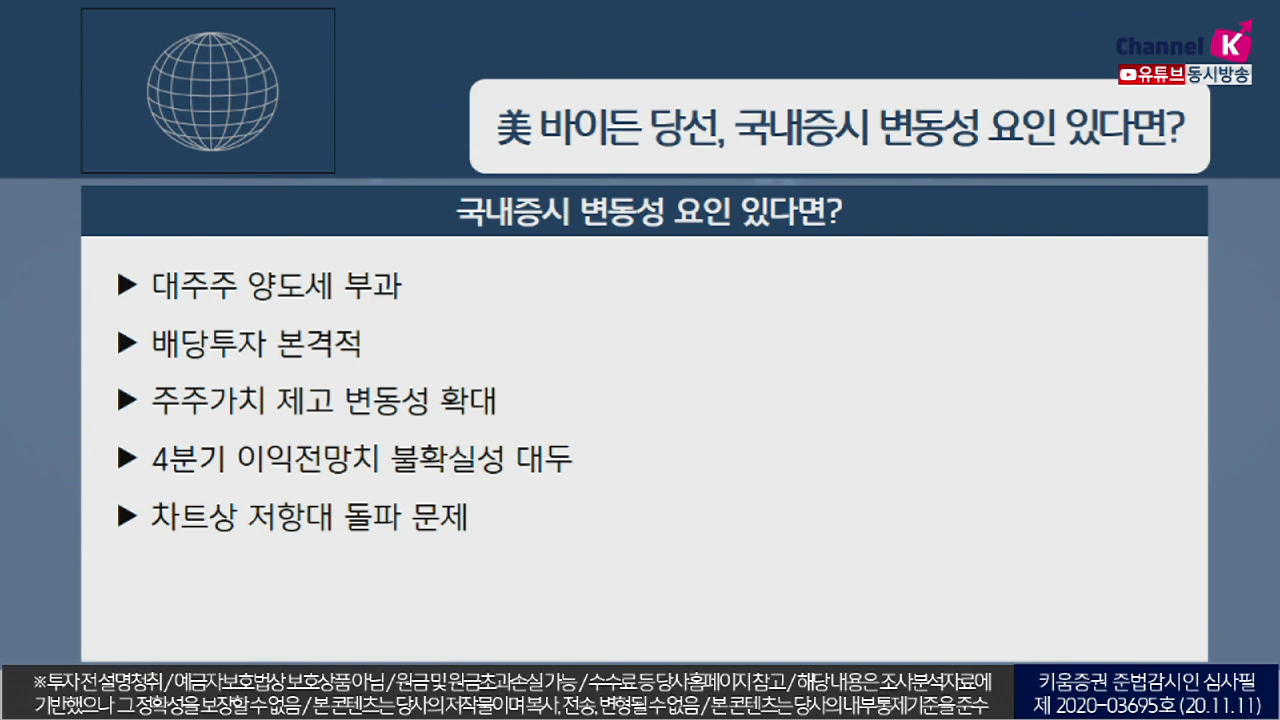 Channel K
유튜브 동시방송
美 바이든 당선, 국내증시 변동성 요인 있다면?
국내증시 변동성 요인 있다면?
▶ 대주주 양도세 부과
▶ 배당투자 본격적
▶ 주주가치 제고 변동성 확대
▶ 4분기 이익전망치 불확실성 대두
▶ 차트상 저항대 돌파 문제
※ 투자 전 설명청취 / 예금자보호법상 보호상품 아님 / 원금 및 원금초과손실 가능 / 수수료 등 당사홈페이지 참고 / 해당 내용은 조사분석자료에
기반했으나 그 정확성을 보장할 수 없음 / 본 콘텐츠는 당사의 저작물이며 복사, 전송, 변형될 수 없음 / 본 콘텐츠는 당사의 내부통제기준을 준수
키움증권 준법감시인 심사필
제 2020-03695호 (20.11.11)